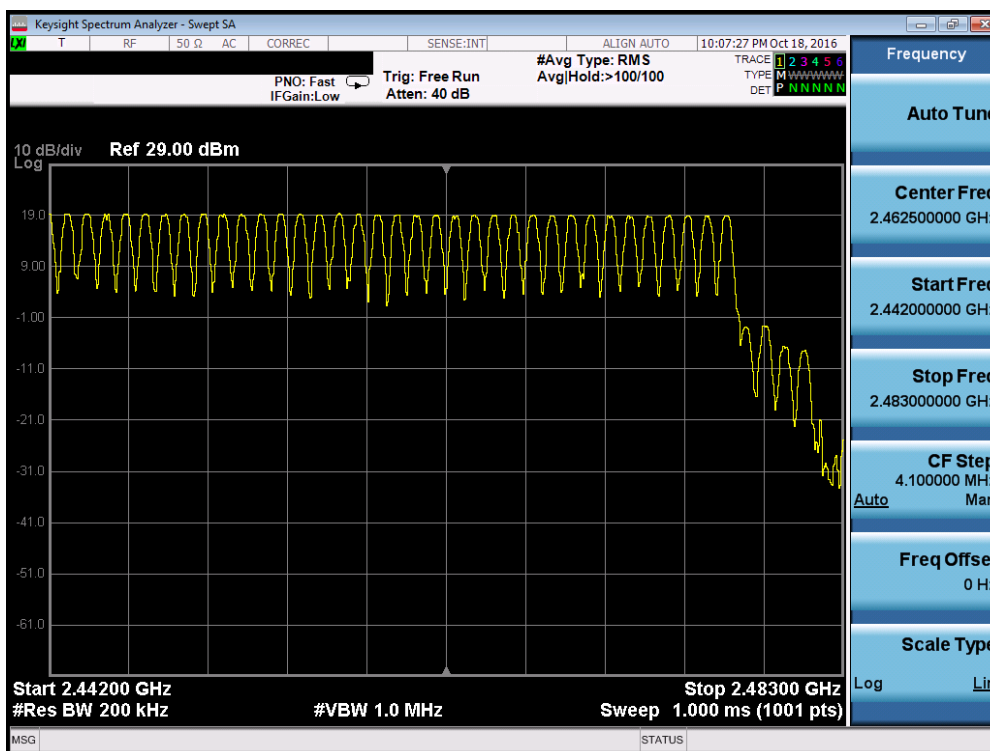 Keysight Spectrum Analyzer - Swept SA
LXI T RF 50 Ω AC CORREC SENSE:INT ALIGN AUTO 10:07:27 PM Oct 18, 2016
Frequency
PNO: Fast
IFGain:Low
Trig: Free Run
Atten: 40 dB
#Avg Type: RMS
Avg|Hold:>100/100
TRACE 1 2 3 4 5 6
TYPE M WWWWW
DET P N N N N N
Auto Tune
10 dB/div Ref 29.00 dBm
Log
19.0
9.00
-1.00
-11.0
-21.0
-31.0
-41.0
-51.0
-61.0
Center Freq
2.462500000 GHz
Start Freq
2.442000000 GHz
Stop Freq
2.483000000 GHz
CF Step
4.100000 MHz
Auto Man
Freq Offset
0 Hz
Scale Type
Log Lin
Start 2.44200 GHz Stop 2.48300 GHz
#Res BW 200 kHz #VBW 1.0 MHz Sweep 1.000 ms (1001 pts)
MSG STATUS